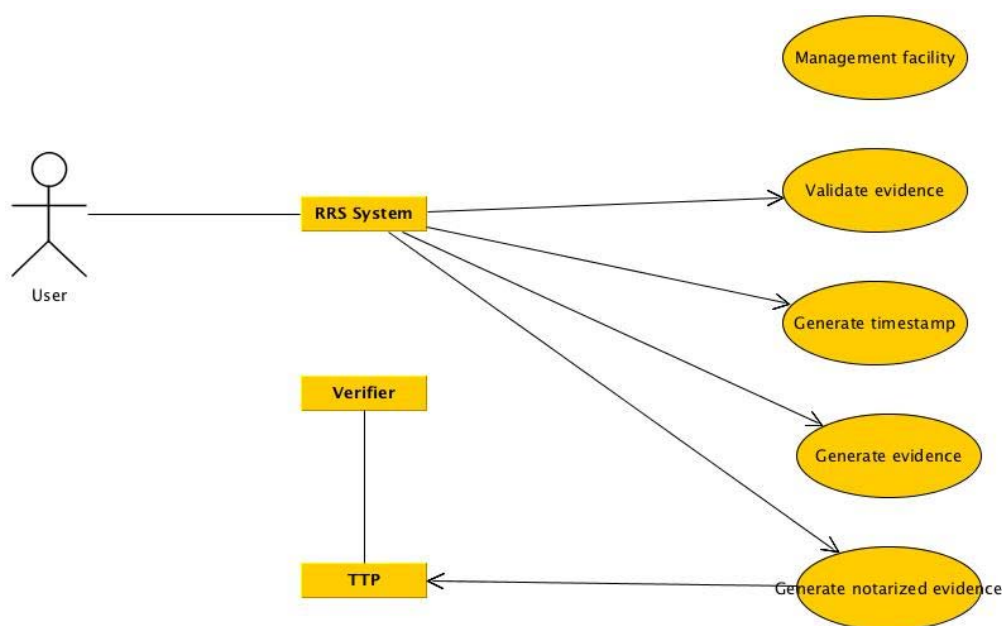 Management facility
Validate evidence
RRS System
User
Generate timestamp
Verifier
Generate evidence
TTP
Generate notarized evidence